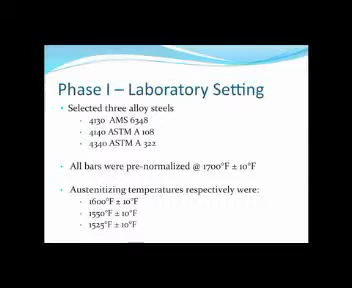 Phase I – Laboratory Setting
Selected three alloy steels
4130 AMS 6348
4140 ASTM A 108
4340 ASTM A 322
All bars were pre-normalized @ 1700°F ± 10°F
Austenitizing temperatures respectively were:
1600°F ± 10°F
1550°F ± 10°F
1525°F ± 10°F